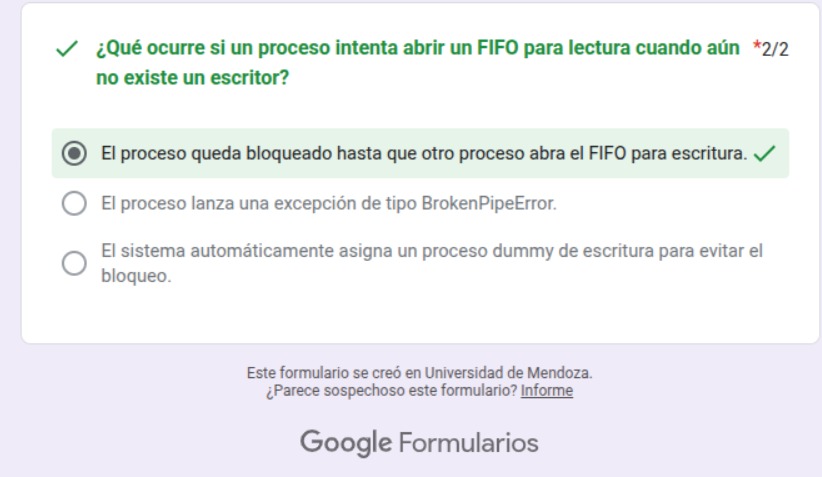 ¿Qué ocurre si un proceso intenta abrir un FIFO para lectura cuando aún *2/2
no existe un escritor?
El proceso queda bloqueado hasta que otro proceso abra el FIFO para escritura.
El proceso lanza una excepción de tipo BrokenPipeError.
El sistema automáticamente asigna un proceso dummy de escritura para evitar el
bloqueo.
Este formulario se creó en Universidad de Mendoza.
¿Parece sospechoso este formulario? Informe
Google Formularios